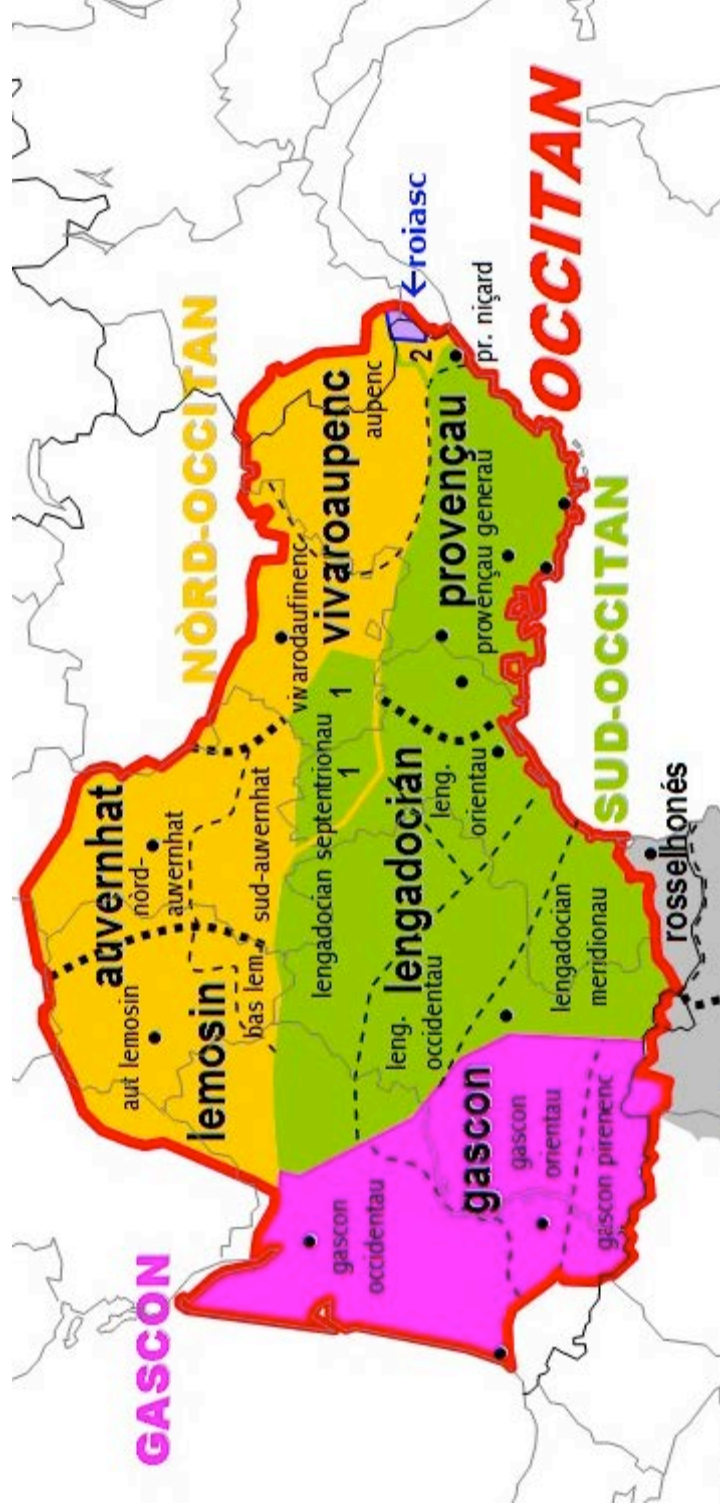 NÒRD-OCCITAN
GASCON
auvernhat
nòrd-
auvernhat
aut lemosin
lemosin
bas lem.
sud-auvernhat
vivarodaufinenc
vivaroaupenc
aupenc
←roiasc
2
1
1
lengadocian septentrionau
provençau
provençau generau
pr. niçard
lengadocián
leng.
orientau
leng.
occidentau
lengadocian
meridionau
gascon
occidentau
gascon
gascon
orientau
gascon pirenenc
rosselhonés
SUD-OCCITAN
OCCITAN